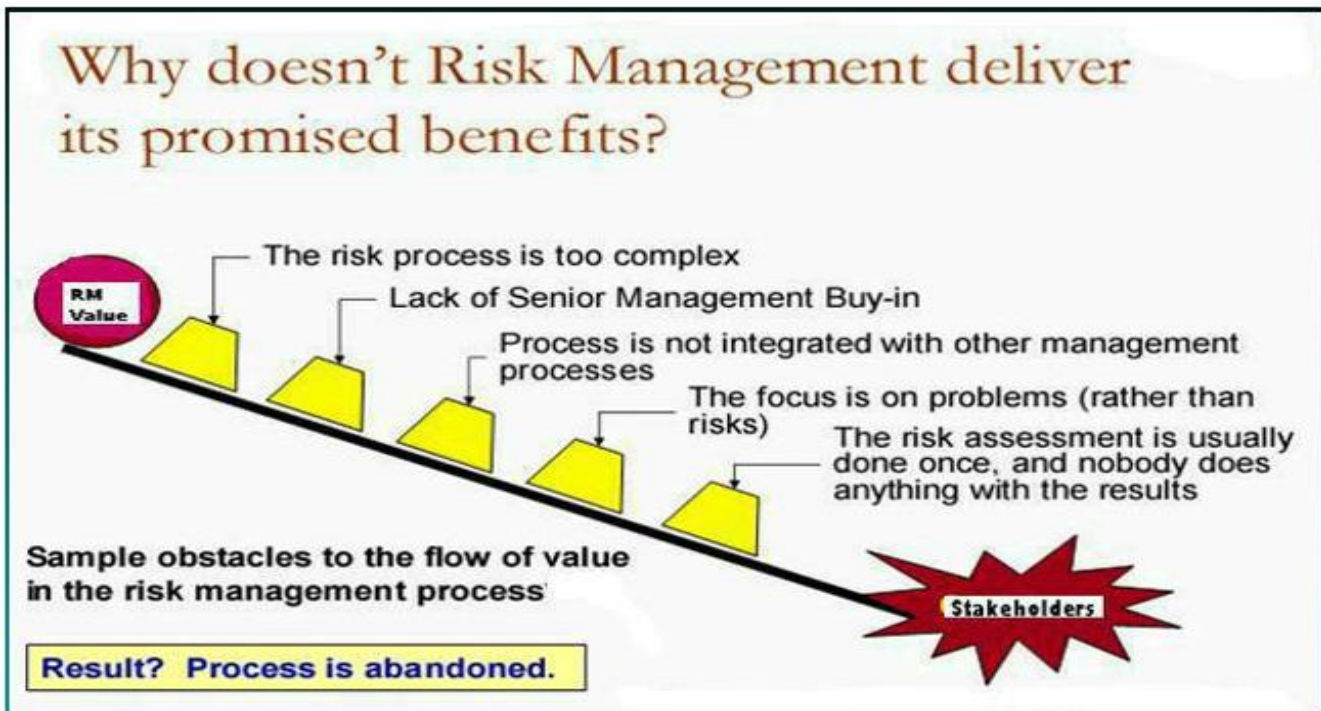 Why doesn't Risk Management deliver
its promised benefits?
The risk process is too complex
RM
Value
Lack of Senior Management Buy-in
Process is not integrated with other management
processes
The focus is on problems (rather than
risks)
The risk assessment is usually
done once, and nobody does
anything with the results
Sample obstacles to the flow of value
in the risk management process
Stakeholders
Result? Process is abandoned.